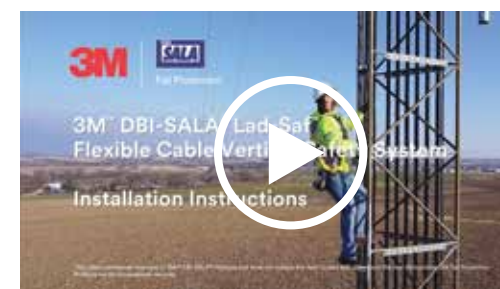 3M
SALA
Fall Protection
3M™ DBI-SALA® Lad-Saf
Flexible Cable Vertical Safety System
Installation Instructions